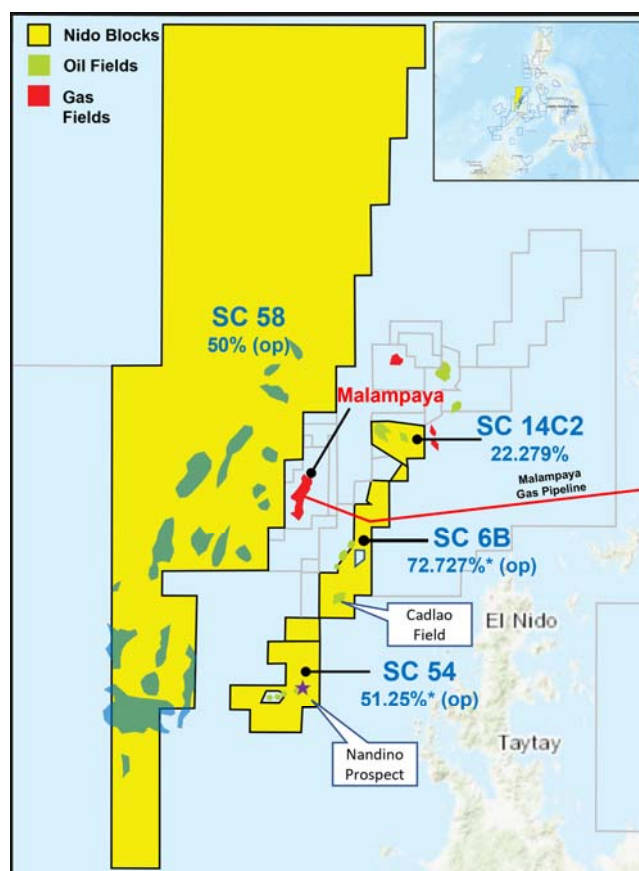 Nido Blocks
Oil Fields
Gas
Fields
SC 58
50% (op)
Malampaya
SC 14C2
22.279%
Malampaya
Gas Pipeline
SC 6B
72.727%* (op)
Cadlao
Field
El Nido
SC 54
51.25%* (op)
Taytay
Nandino
Prospect